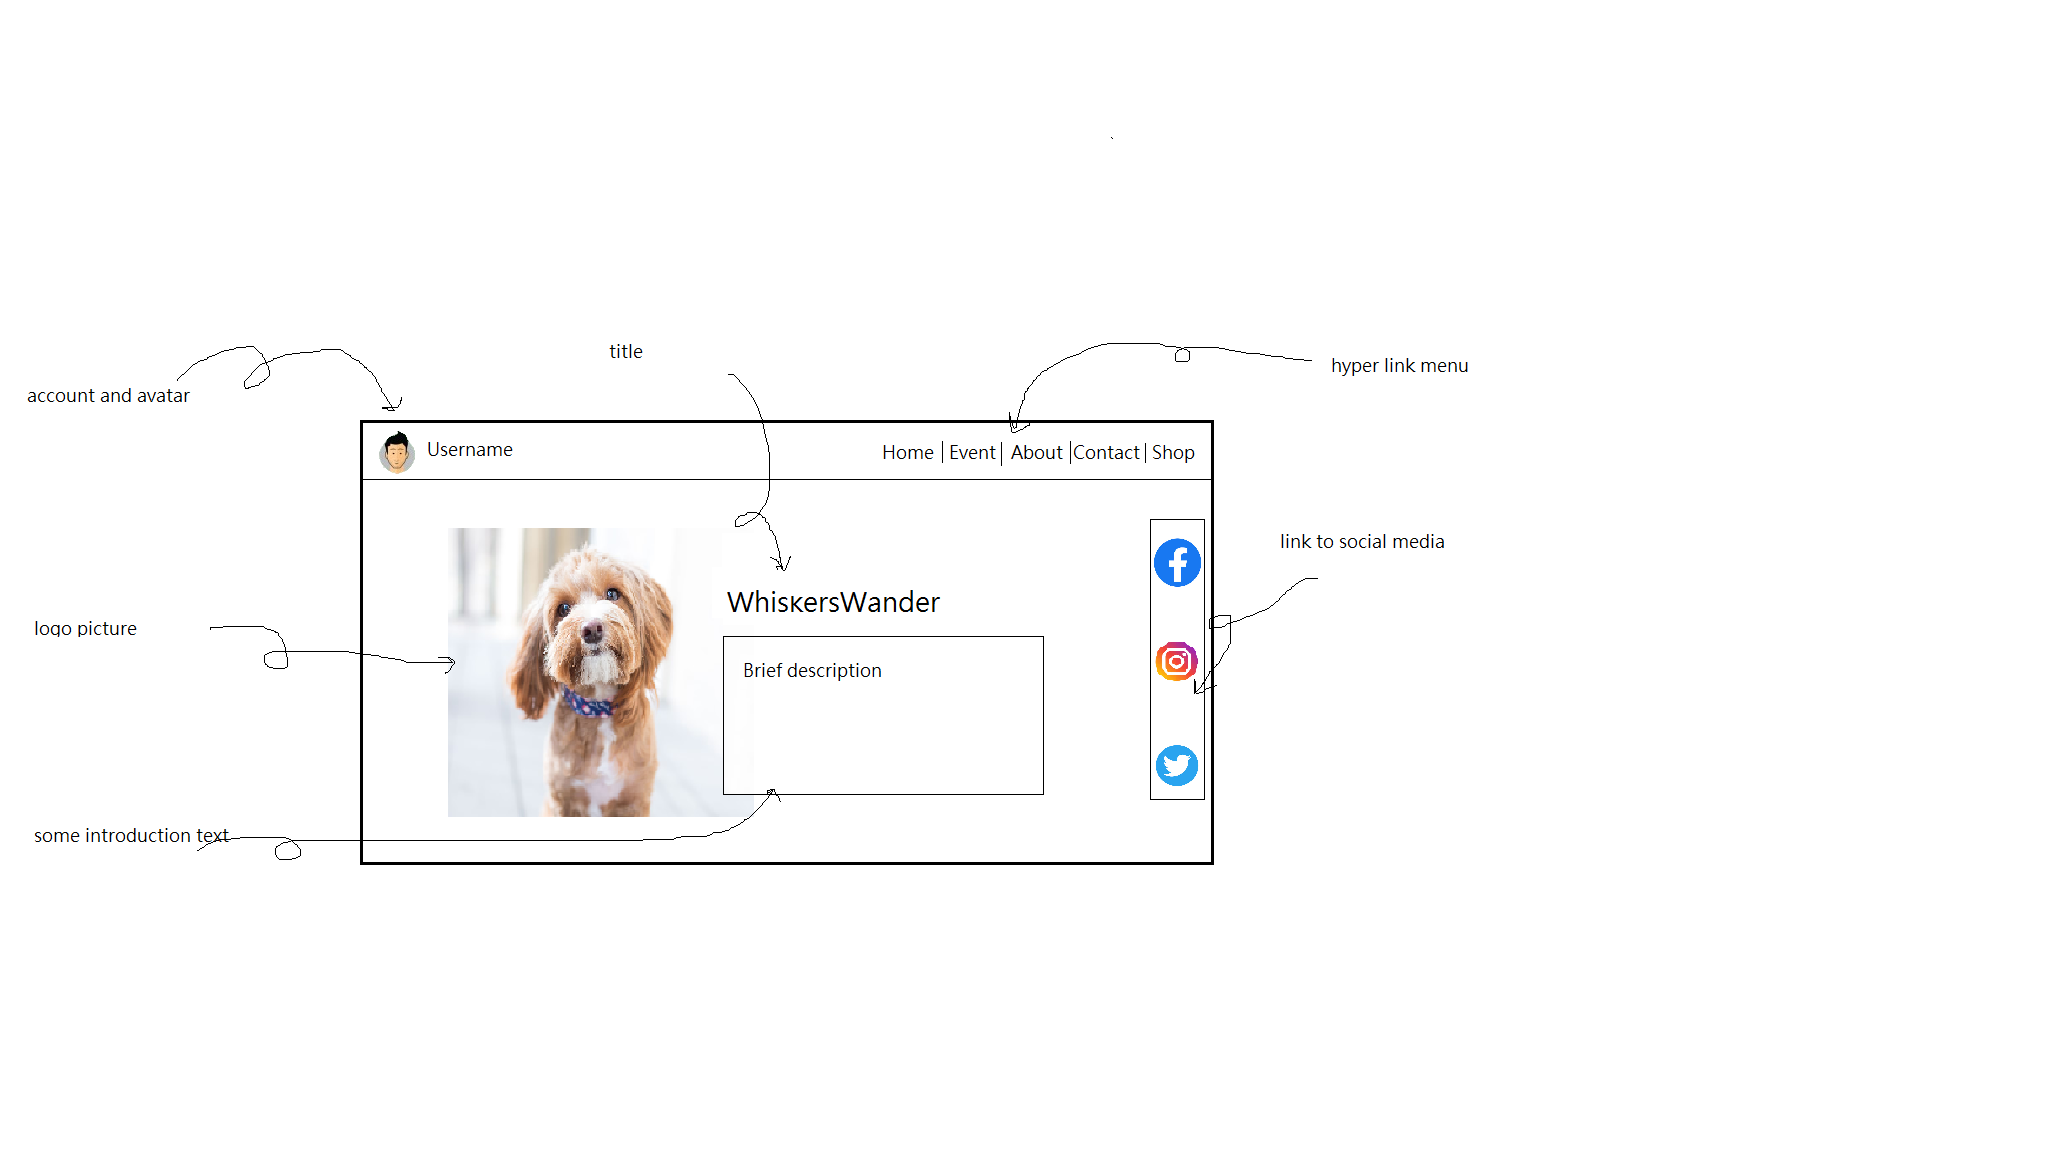 title
hyper link menu
account and avatar
Username
Home | Event | About | Contact | Shop
link to social media
WhiskersWander
logo picture
Brief description
some introduction text